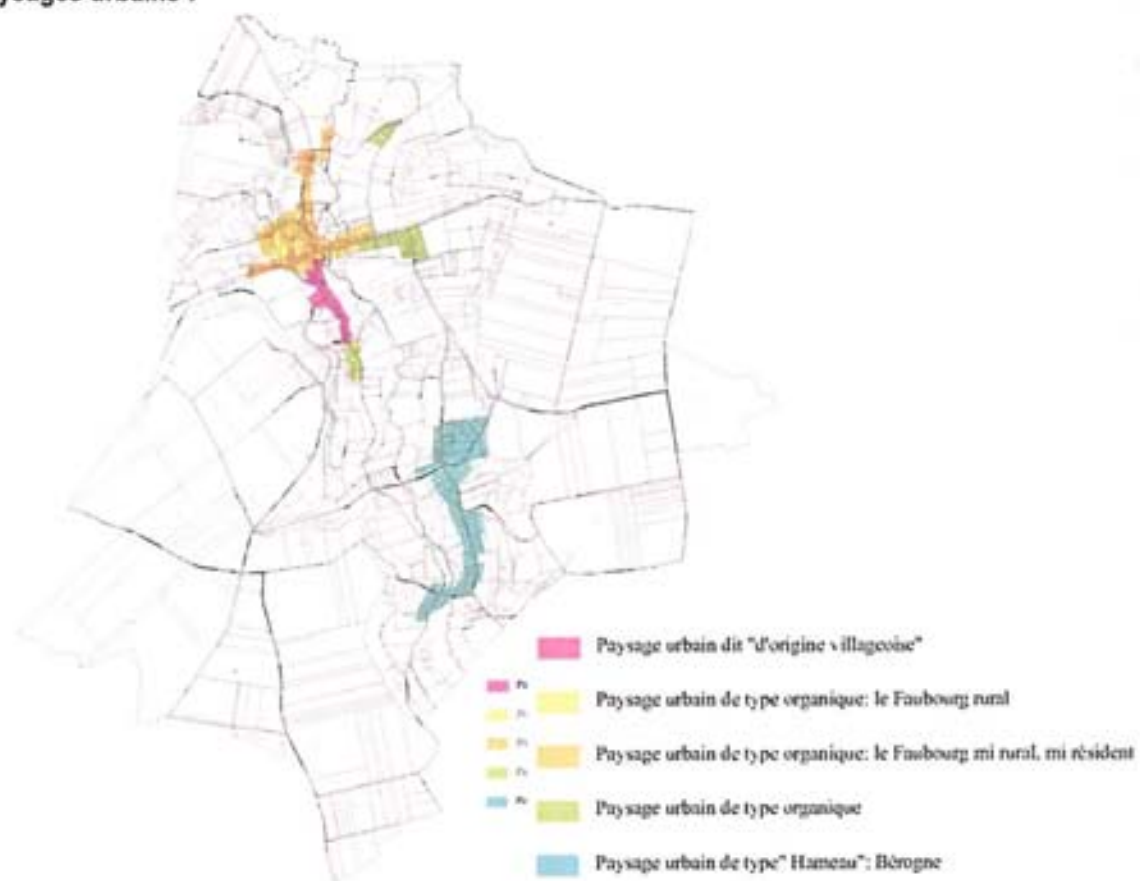 Paysage urbain dit "d'origine villageoise"
Paysage urbain de type organique: le Faubourg rural
Paysage urbain de type organique: le Faubourg mi rural, mi résident
Paysage urbain de type organique
Paysage urbain de type" Hameau": Bérogne